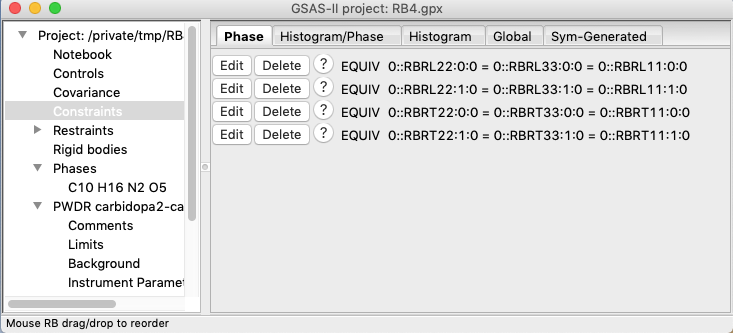 GSAS-II project: RB4.gpx
Project: /private/tmp/RB
Notebook
Controls
Covariance
Constraints
Restraints
Rigid bodies
Phases
C10 H16 N2 O5
PWDR carbidopa2-ca
Comments
Limits
Background
Instrument Paramet
Phase Histogram/Phase Histogram Global Sym-Generated
Edit Delete ? EQUIV 0::RBRL22:0:0 = 0::RBRL33:0:0 = 0::RBRL11:0:0
Edit Delete ? EQUIV 0::RBRL22:1:0 = 0::RBRL33:1:0 = 0::RBRL11:1:0
Edit Delete ? EQUIV 0::RBRT22:0:0 = 0::RBRT33:0:0 = 0::RBRT11:0:0
Edit Delete ? EQUIV 0::RBRT22:1:0 = 0::RBRT33:1:0 = 0::RBRT11:1:0
Mouse RB drag/drop to reorder